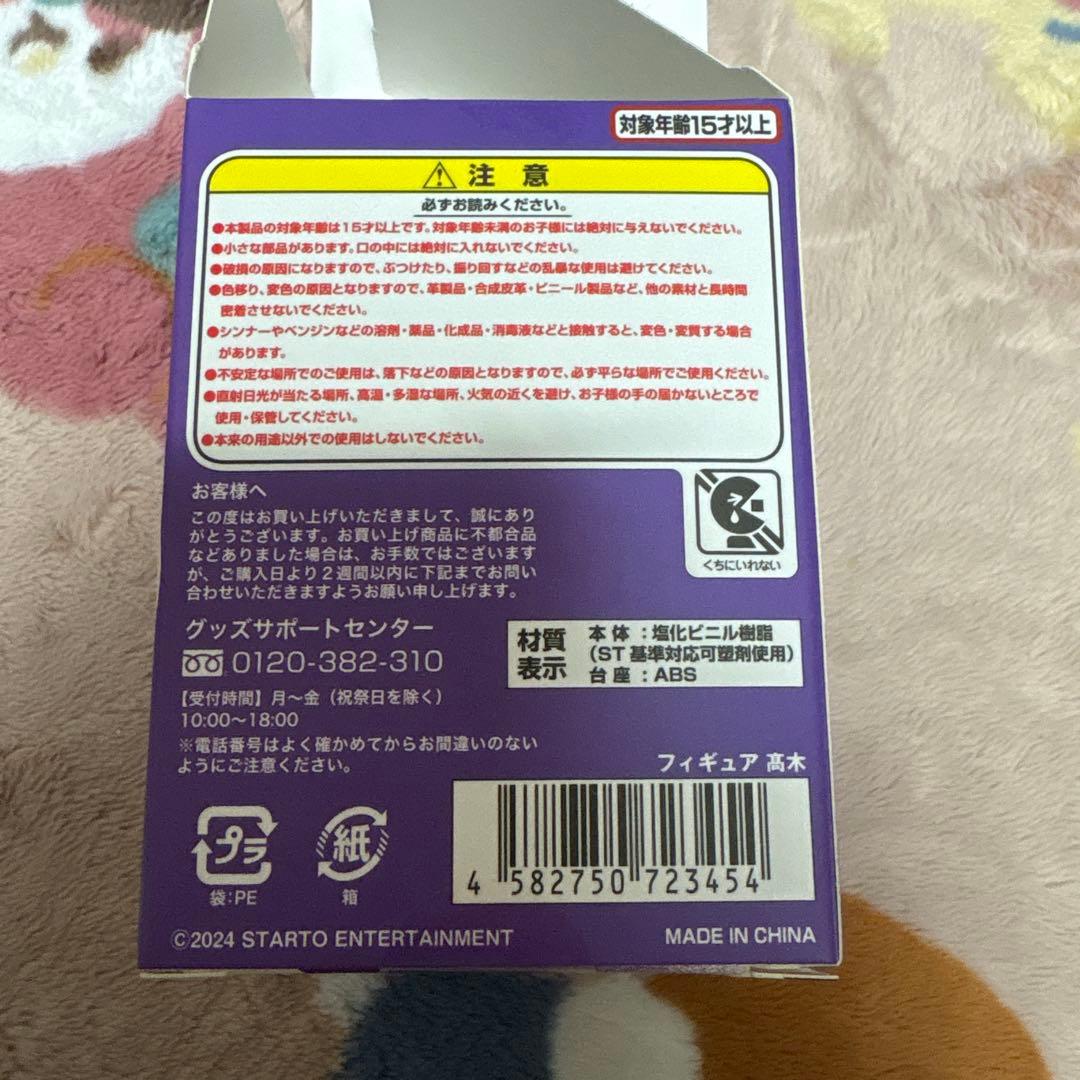 対象年齢15才以上
注 意
必ずお読みください。
●本製品の対象年齢は15才以上です。対象年齢未満のお子様には絶対に与えないでください。
●小さな部品があります。口の中には絶対に入れないでください。
●破損の原因になりますので、ぶつけたり、振り回すなどの乱暴な使用は避けてください。
●色移り、変色の原因となりますので、革製品・合成皮革・ビニール製品など、他の素材と長時間
密着させないでください。
●シンナーやベンジンなどの溶剤・薬品・化成品・消毒液などと接触すると、変色・変質する場合
があります。
●不安定な場所でのご使用は、落下などの原因となりますので、必ず平らな場所でご使用ください。
●直射日光が当たる場所、高温・多湿な場所、火気の近くを避け、お子様の手の届かないところで
使用・保管してください。
●本来の用途以外での使用はしないでください。
くちにいれない
お客様へ
この度はお買い上げいただきまして、誠にあり
がとうございます。お買い上げ商品に不都合品
などありました場合は、お手数ではございます
が、ご購入日より2週間以内に下記までお問い
合わせいただきますようお願い申し上げます。
グッズサポートセンター
0120-382-310
【受付時間】月〜金（祝祭日を除く）
10:00〜18:00
※電話番号はよく確かめてからお間違いのない
ようにご注意ください。
材質
表示
本体：塩化ビニル樹脂
(ST基準対応可塑剤使用)
台座：ABS
フィギュア 髙木
4 582750 723454
プラ
袋:PE
紙
箱
©2024 STARTO ENTERTAINMENT
MADE IN CHINA